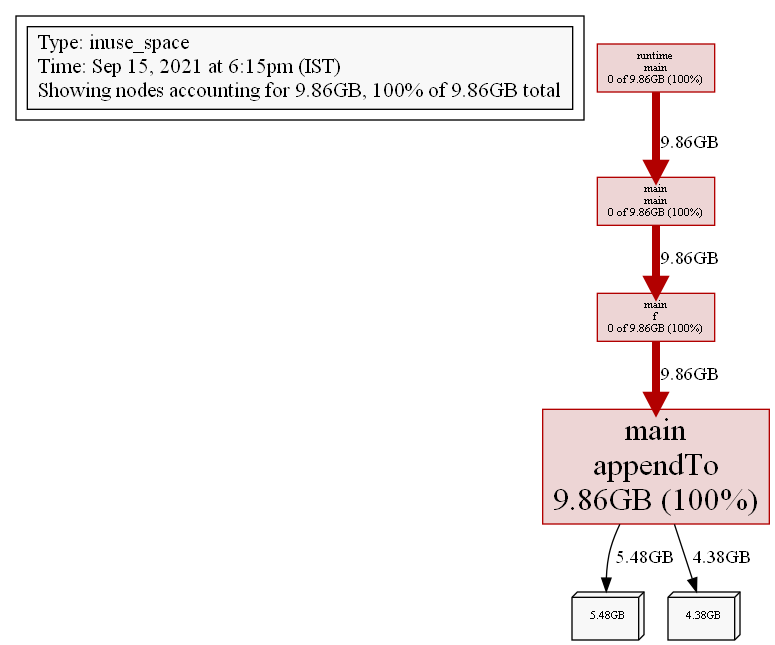 Type: inuse_space
Time: Sep 15, 2021 at 6:15pm (IST)
Showing nodes accounting for 9.86GB, 100% of 9.86GB total
runtime
main
0 of 9.86GB (100%)
9.86GB
main
main
0 of 9.86GB (100%)
9.86GB
main
f
0 of 9.86GB (100%)
9.86GB
main
appendTo
9.86GB (100%)
5.48GB
4.38GB
5.48GB
4.38GB